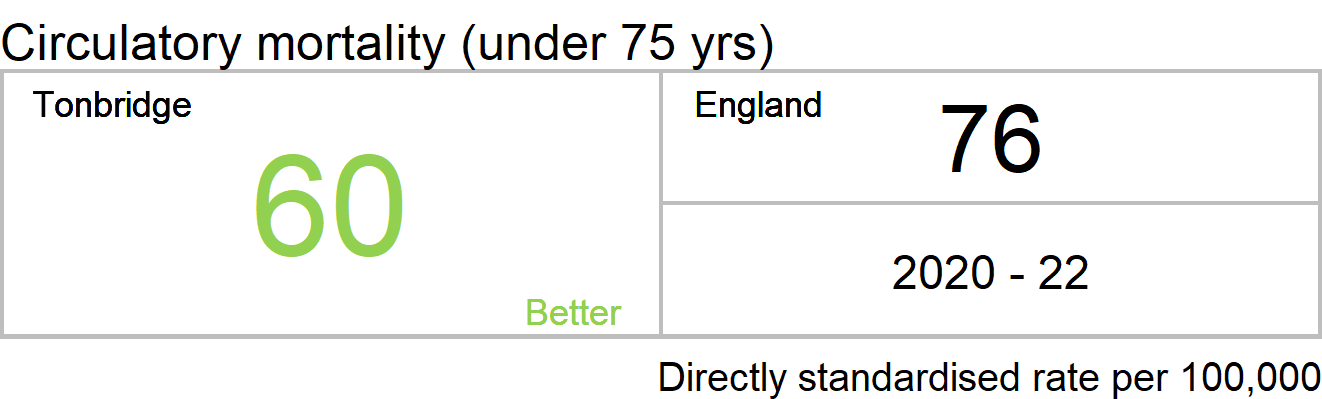 Circulatory mortality (under 75 yrs)
Tonbridge
60
Better
England
76
2020 - 22
Directly standardised rate per 100,000